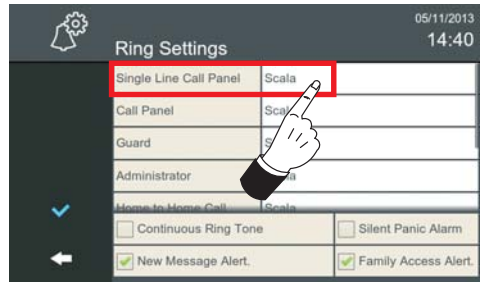 05/11/2013
14:40
Ring Settings
Single Line Call Panel Scala
Call Panel
Guard
Administrator
Home to Home Call Scala
Continuous Ring Tone Silent Panic Alarm
New Message Alert. Family Access Alert.